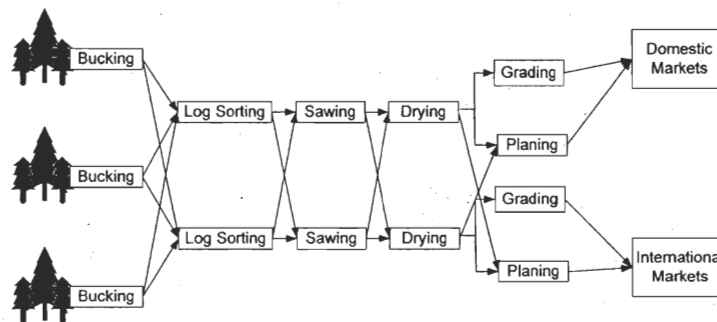 Bucking
Bucking
Bucking
Log Sorting
Log Sorting
Sawing
Sawing
Drying
Drying
Grading
Planing
Grading
Planing
Domestic
Markets
International
Markets